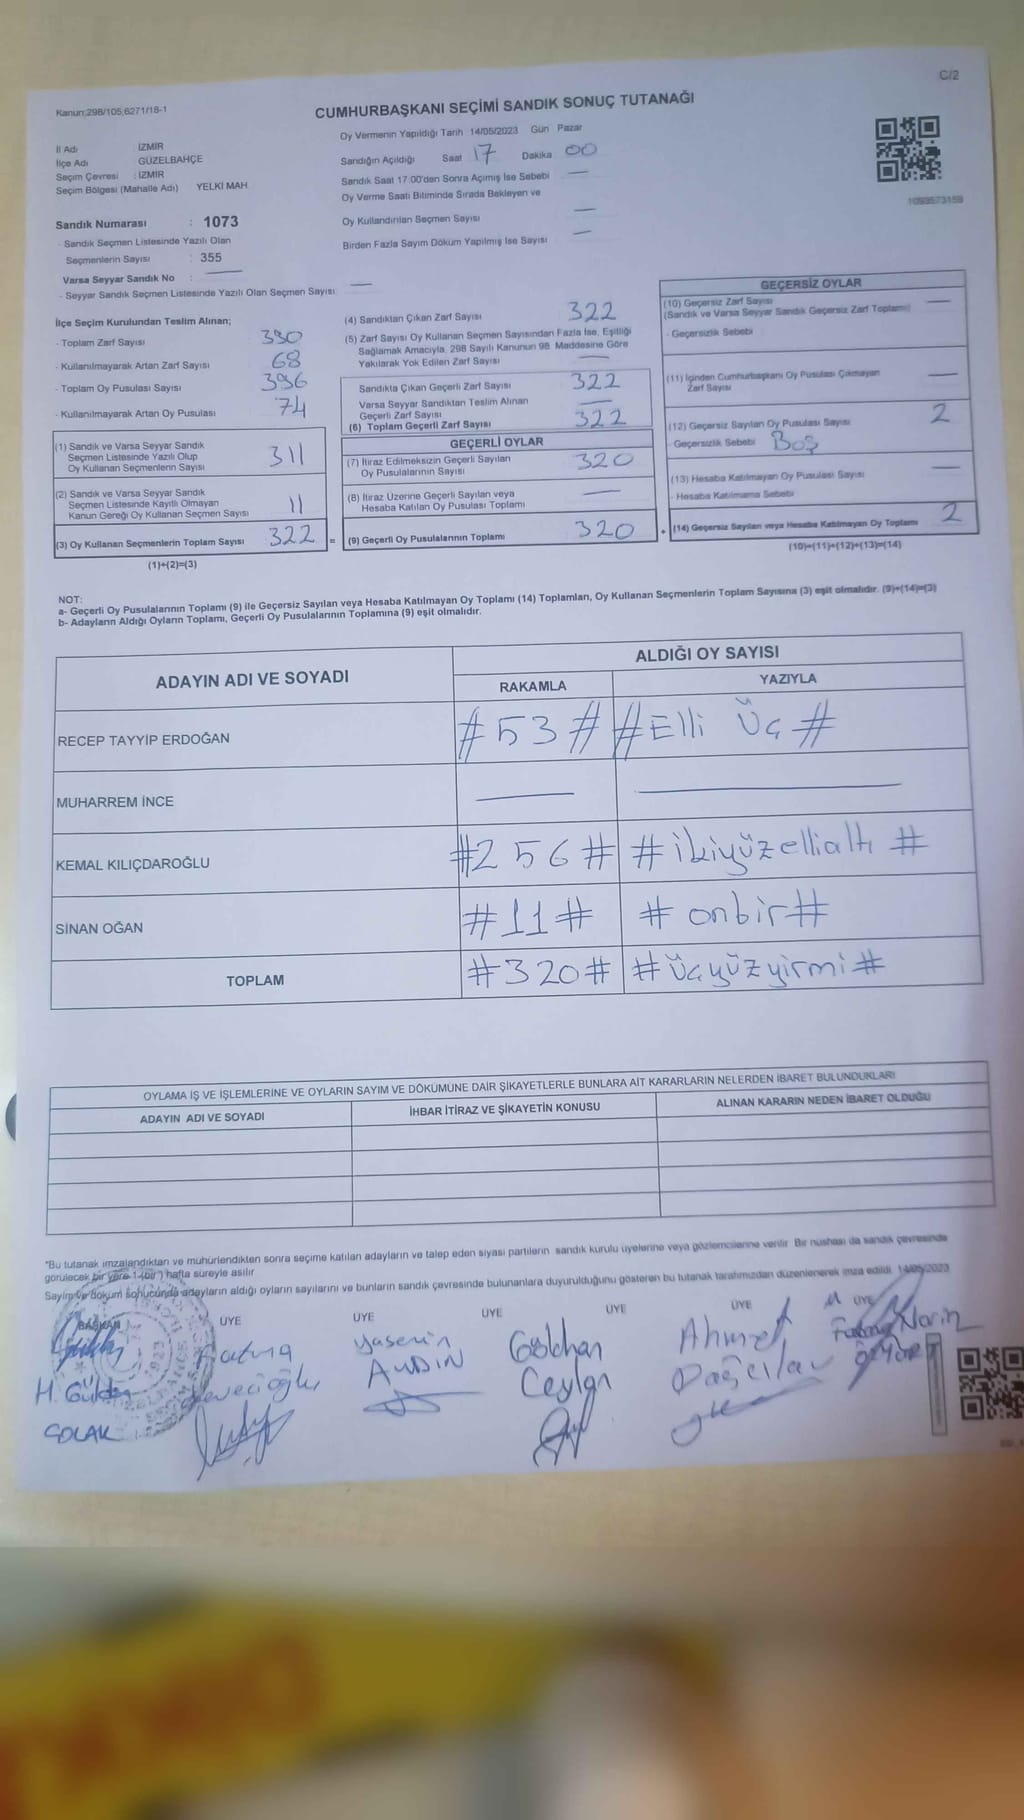 C/2
Kanun:298/105;6271/18-1
CUMHURBAŞKANI SEÇİMİ SANDIK SONUÇ TUTANAĞI
Oy Vermenin Yapıldığı Tarih 14/05/2023 Gün Pazar
İl Adı İZMİR
İlçe Adı GÜZELBAHÇE
Seçim Çevresi : İZMİR
Seçim Bölgesi (Mahalle Adı) YELKİ MAH.
Sandığın Açıldığı Saat 17 Dakika 00
Sandık Saat 17:00'den Sonra Açılmış İse Sebebi —
Oy Verme Saati Bitiminde Sırada Bekleyen ve
Oy Kullandırılan Seçmen Sayısı —
Birden Fazla Sayım Döküm Yapılmış İse Sayısı —
1093573159
Sandık Numarası : 1073
- Sandık Seçmen Listesinde Yazılı Olan
Seçmenlerin Sayısı : 355
Varsa Seyyar Sandık No : —
- Seyyar Sandık Seçmen Listesinde Yazılı Olan Seçmen Sayısı: —
İlçe Seçim Kurulundan Teslim Alınan;
- Toplam Zarf Sayısı 390
- Kullanılmayarak Artan Zarf Sayısı 68
- Toplam Oy Pusulası Sayısı 396
- Kullanılmayarak Artan Oy Pusulası 74
(1) Sandık ve Varsa Seyyar Sandık
Seçmen Listesinde Yazılı Olup
Oy Kullanan Seçmenlerin Sayısı 311
(2) Sandık ve Varsa Seyyar Sandık
Seçmen Listesinde Kayıtlı Olmayan
Kanun Gereği Oy Kullanan Seçmen Sayısı 11
(3) Oy Kullanan Seçmenlerin Toplam Sayısı 322 =
(1)+(2)=(3)
(4) Sandıktan Çıkan Zarf Sayısı 322
(5) Zarf Sayısı Oy Kullanan Seçmen Sayısından Fazla İse, Eşitliği
Sağlamak Amacıyla, 298 Sayılı Kanunun 98. Maddesine Göre
Yakılarak Yok Edilen Zarf Sayısı —
Sandıkta Çıkan Geçerli Zarf Sayısı 322
Varsa Seyyar Sandıktan Teslim Alınan
Geçerli Zarf Sayısı —
(6) Toplam Geçerli Zarf Sayısı 322
GEÇERLİ OYLAR
(7) İtiraz Edilmeksizin Geçerli Sayılan
Oy Pusulalarının Sayısı 320
(8) İtiraz Üzerine Geçerli Sayılan veya
Hesaba Katılan Oy Pusulası Toplamı —
(9) Geçerli Oy Pusulalarının Toplamı 320 +
GEÇERSİZ OYLAR
(10) Geçersiz Zarf Sayısı —
(Sandık ve Varsa Seyyar Sandık Geçersiz Zarf Toplamı)
- Geçersizlik Sebebi
(11) İçinden Cumhurbaşkanı Oy Pusulası Çıkmayan
Zarf Sayısı —
(12) Geçersiz Sayılan Oy Pusulası Sayısı 2
- Geçersizlik Sebebi Boş
(13) Hesaba Katılmayan Oy Pusulası Sayısı —
- Hesaba Katılmama Sebebi
(14) Geçersiz Sayılan veya Hesaba Katılmayan Oy Toplamı 2
(10)+(11)+(12)+(13)=(14)
NOT:
a- Geçerli Oy Pusulalarının Toplamı (9) ile Geçersiz Sayılan veya Hesaba Katılmayan Oy Toplamı (14) Toplamları, Oy Kullanan Seçmenlerin Toplam Sayısına (3) eşit olmalıdır. (9)+(14)=(3)
b- Adayların Aldığı Oyların Toplamı, Geçerli Oy Pusulalarının Toplamına (9) eşit olmalıdır.
ADAYIN ADI VE SOYADI ALDIĞI OY SAYISI
RAKAMLA YAZIYLA
RECEP TAYYİP ERDOĞAN #53# #Elli Üç#
MUHARREM İNCE — —
KEMAL KILIÇDAROĞLU #256# #ikiyüzellialtı#
SİNAN OĞAN #11# #onbir#
TOPLAM #320# #Üçyüzyirmi#
OYLAMA İŞ VE İŞLEMLERİNE VE OYLARIN SAYIM VE DÖKÜMÜNE DAİR ŞİKAYETLERLE BUNLARA AİT KARARLARIN NELERDEN İBARET BULUNDUKLARI
ADAYIN ADI VE SOYADI İHBAR İTİRAZ VE ŞİKAYETİN KONUSU ALINAN KARARIN NEDEN İBARET OLDUĞU
*Bu tutanak imzalandıktan ve mühürlendikten sonra seçime katılan adayların ve talep eden siyasi partilerin sandık kurulu üyelerine veya gözlemcilerine verilir. Bir nüshası da sandık çevresinde
görülecek bir yere 1 (bir) hafta süreyle asılır
Sayım ve döküm sonucunda adayların aldığı oyların sayılarını ve bunların sandık çevresinde bulunanlara duyurulduğunu gösteren bu tutanak tarafımızdan düzenlenerek imza edildi. 14/05/2023
BAŞKAN ÜYE ÜYE ÜYE ÜYE ÜYE ÜYE
H. Gülden
SOLAK
Yasemin
AYDIN
Gökhan
Ceylan
Ahmet
Dağcılar